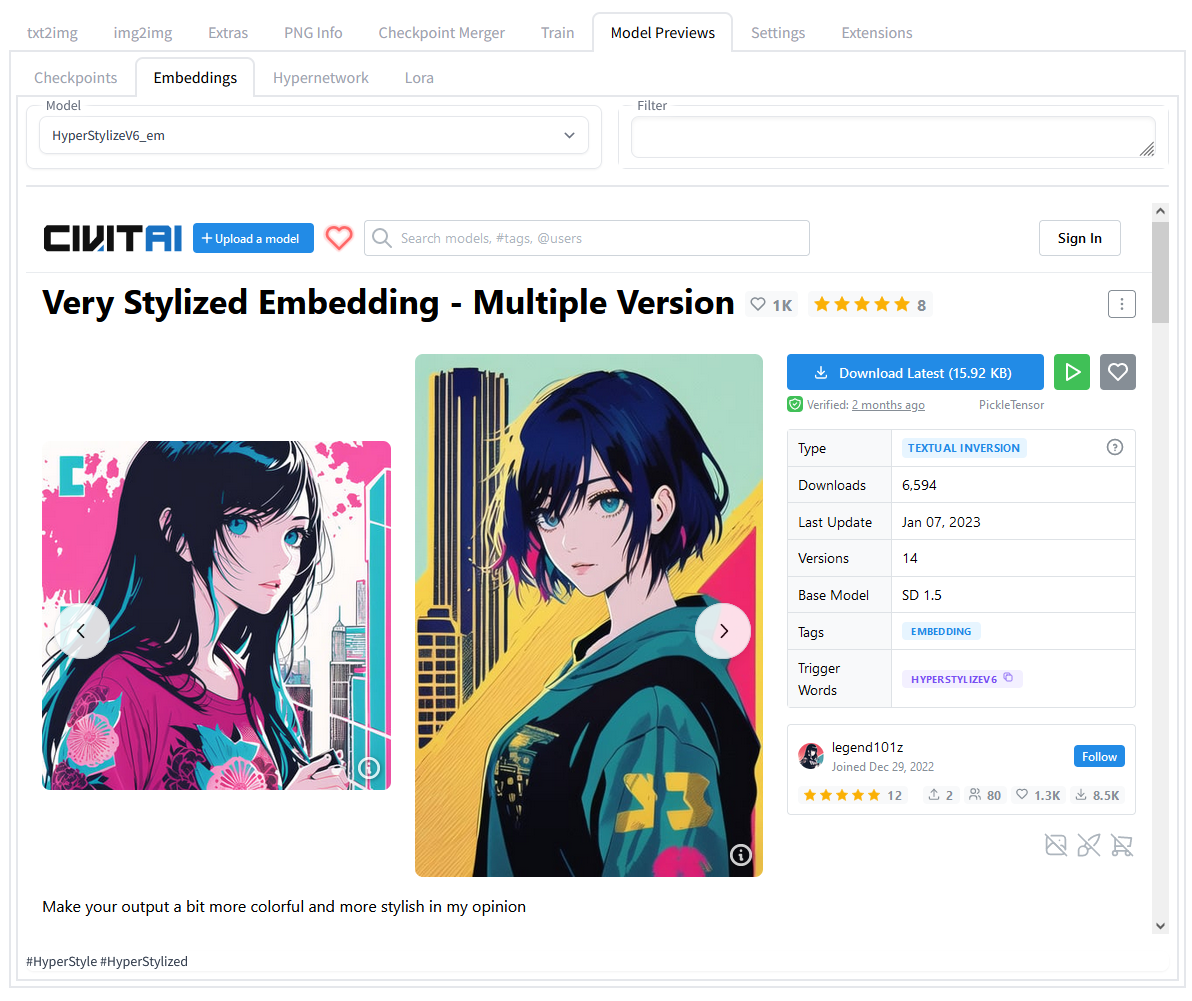 txt2img img2img Extras PNG Info Checkpoint Merger Train Model Previews Settings Extensions
Checkpoints Embeddings Hypernetwork Lora
Model Filter
HyperStylizeV6_em
CIVITAI + Upload a model Search models, #tags, @users Sign In
Very Stylized Embedding - Multiple Version 1K 8
Download Latest (15.92 KB)
Verified: 2 months ago PickleTensor
Type TEXTUAL INVERSION ?
Downloads 6,594
Last Update Jan 07, 2023
Versions 14
Base Model SD 1.5
Tags EMBEDDING
Trigger
Words HYPERSTYLIZEV6
legend101z
Joined Dec 29, 2022 Follow
12 2 80 1.3K 8.5K
Make your output a bit more colorful and more stylish in my opinion
#HyperStyle #HyperStylized